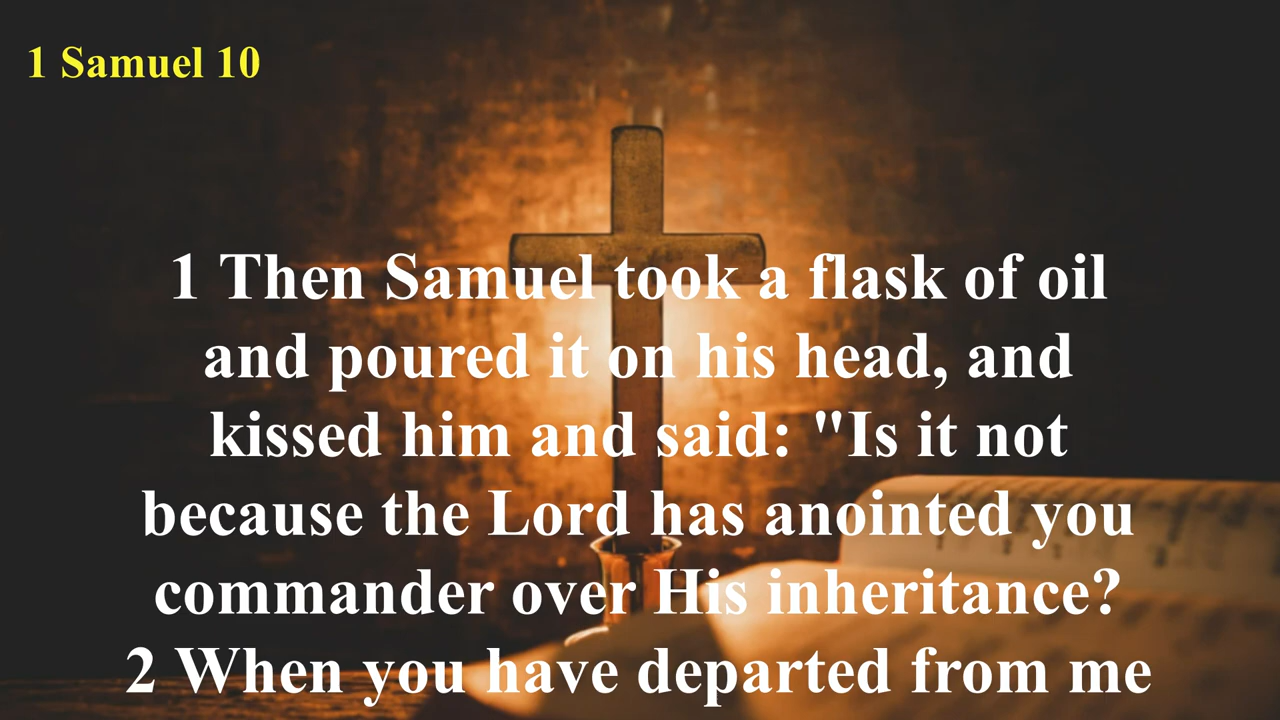 1 Samuel 10
1 Then Samuel took a flask of oil
and poured it on his head, and
kissed him and said: "Is it not
because the Lord has anointed you
commander over His inheritance?
2 When you have departed from me